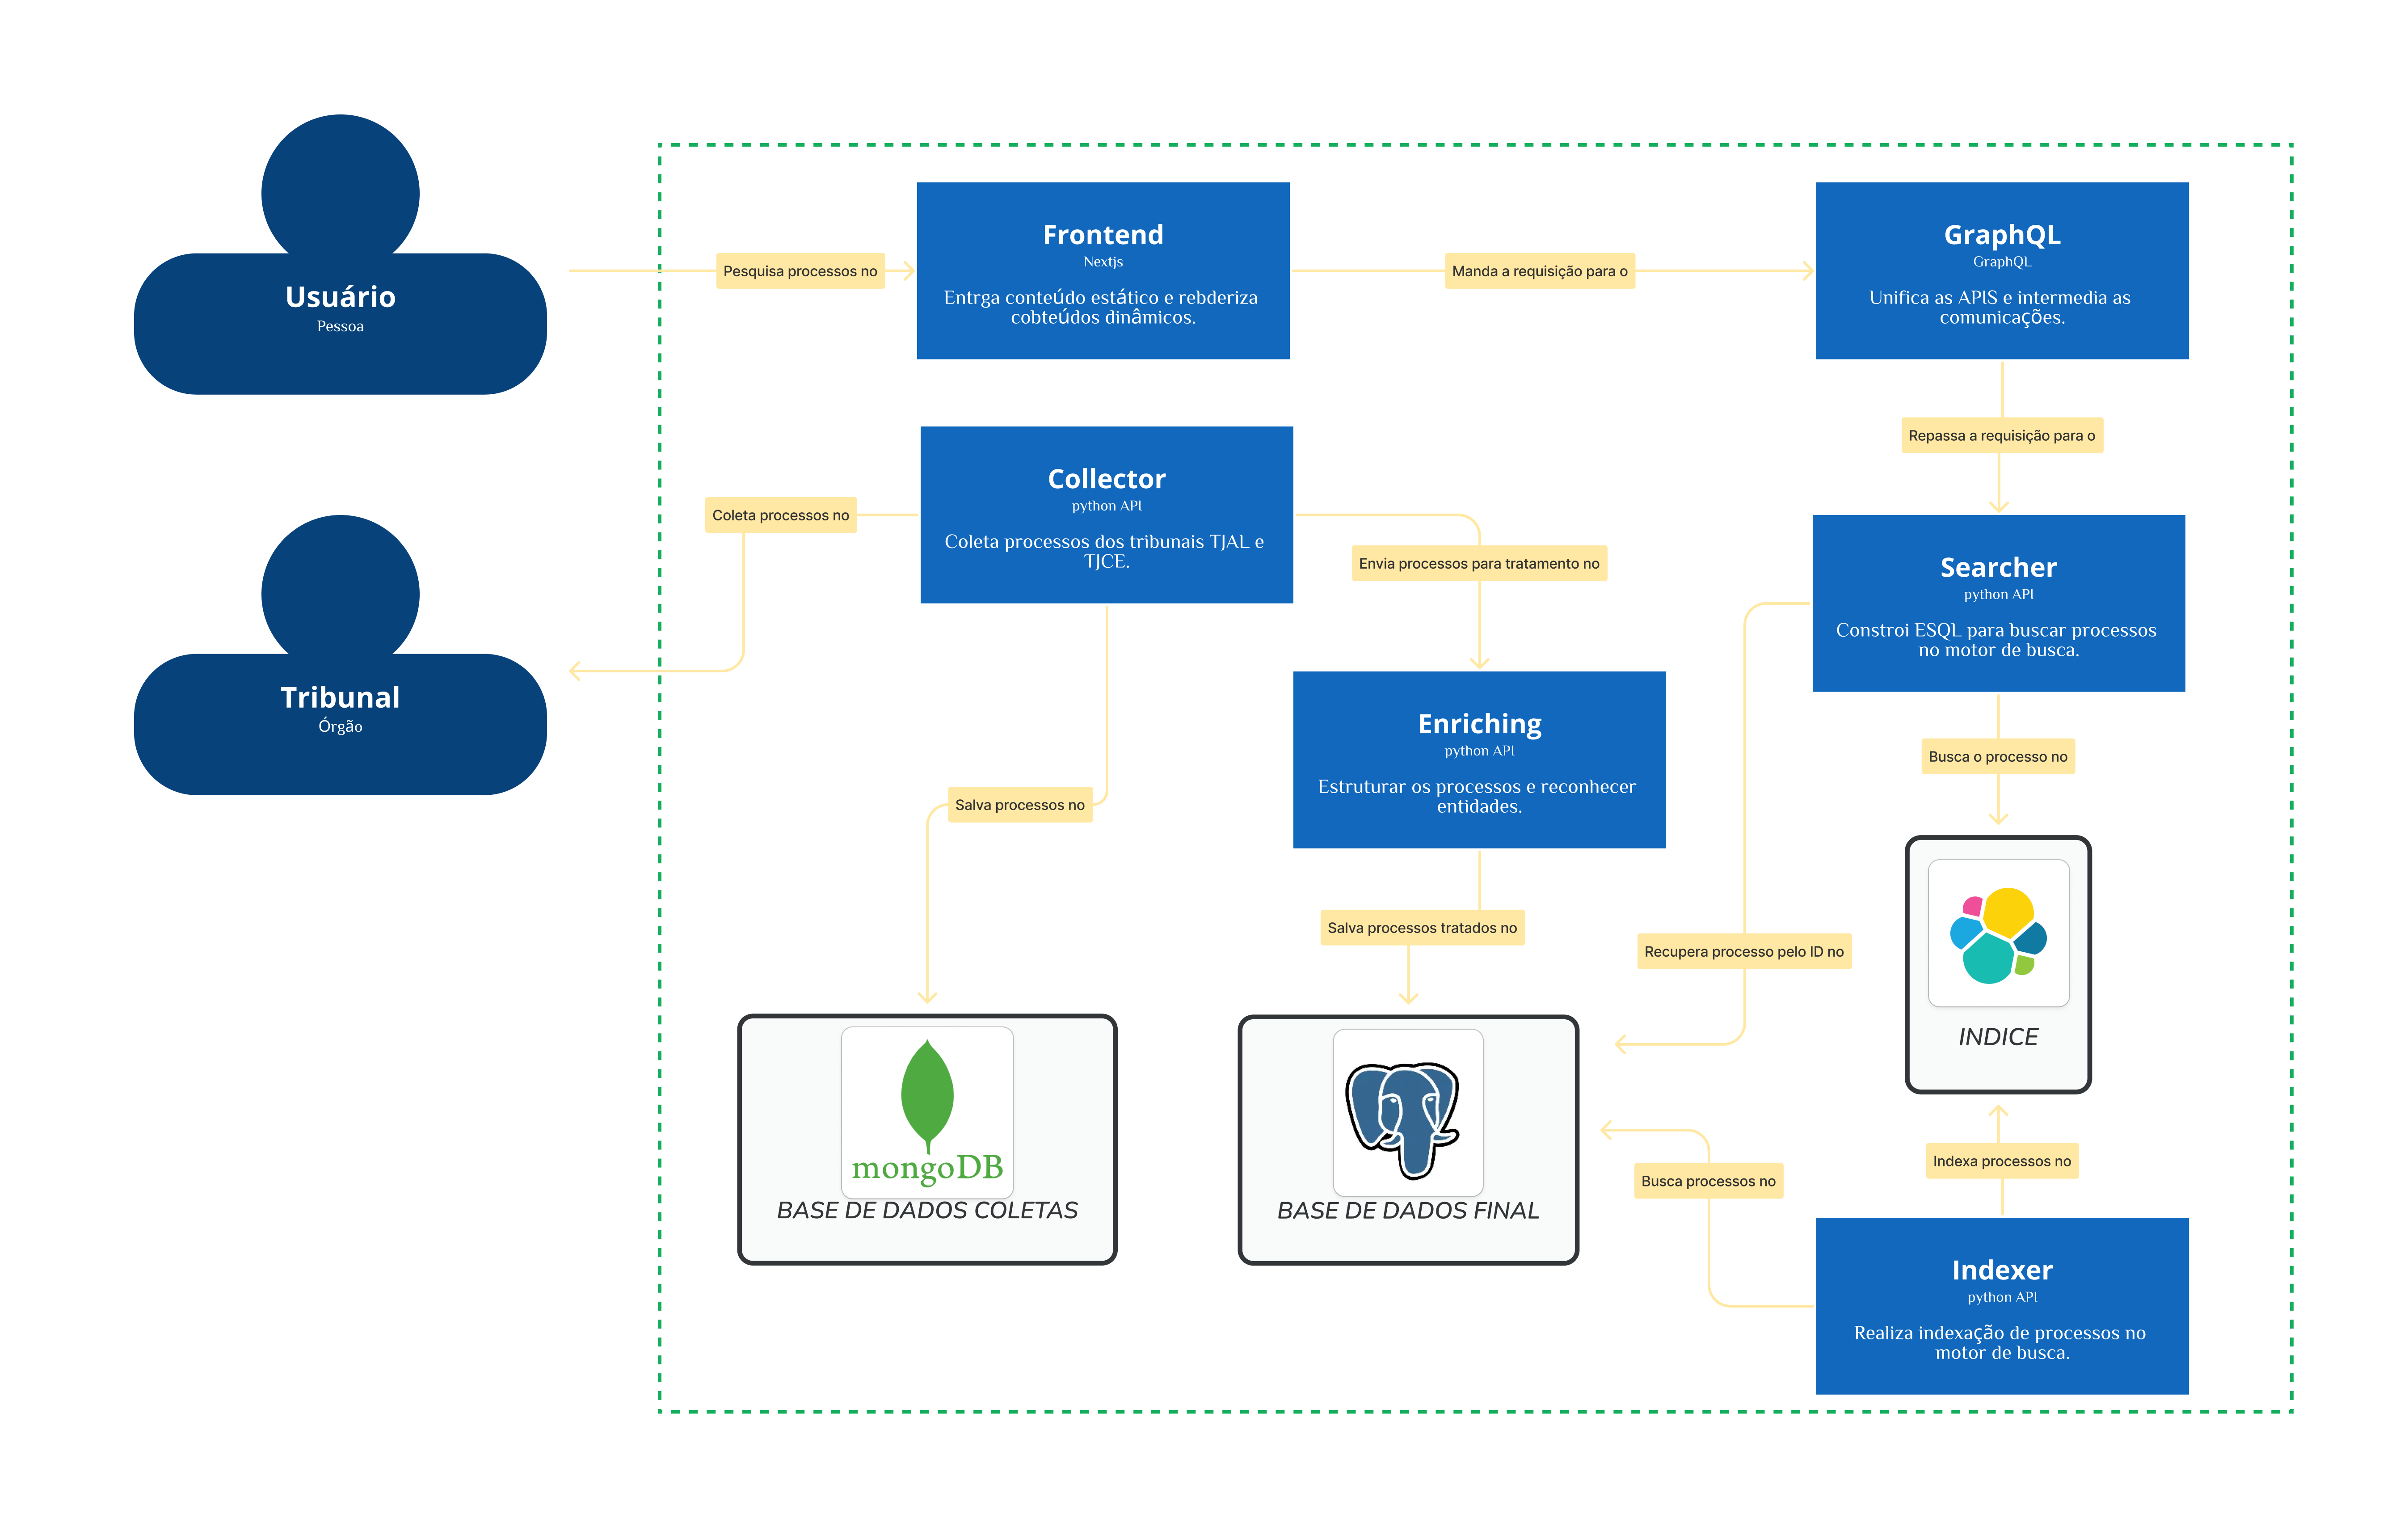 Usuário
Pessoa
Pesquisa processos no
Frontend
Nextjs
Entrga conteúdo estático e rebderiza
cobteúdos dinâmicos.
Manda a requisição para o
GraphQL
GraphQL
Unifica as APIS e intermedia as
comunicações.
Repassa a requisição para o
Tribunal
Órgão
Coleta processos no
Collector
python API
Coleta processos dos tribunais TJAL e
TJCE.
Envia processos para tratamento no
Searcher
python API
Constroi ESQL para buscar processos
no motor de busca.
Enriching
python API
Estruturar os processos e reconhecer
entidades.
Busca o processo no
Salva processos no
Salva processos tratados no
Recupera processo pelo ID no
INDICE
mongoDB
BASE DE DADOS COLETAS
BASE DE DADOS FINAL
Busca processos no
Indexa processos no
Indexer
python API
Realiza indexação de processos no
motor de busca.